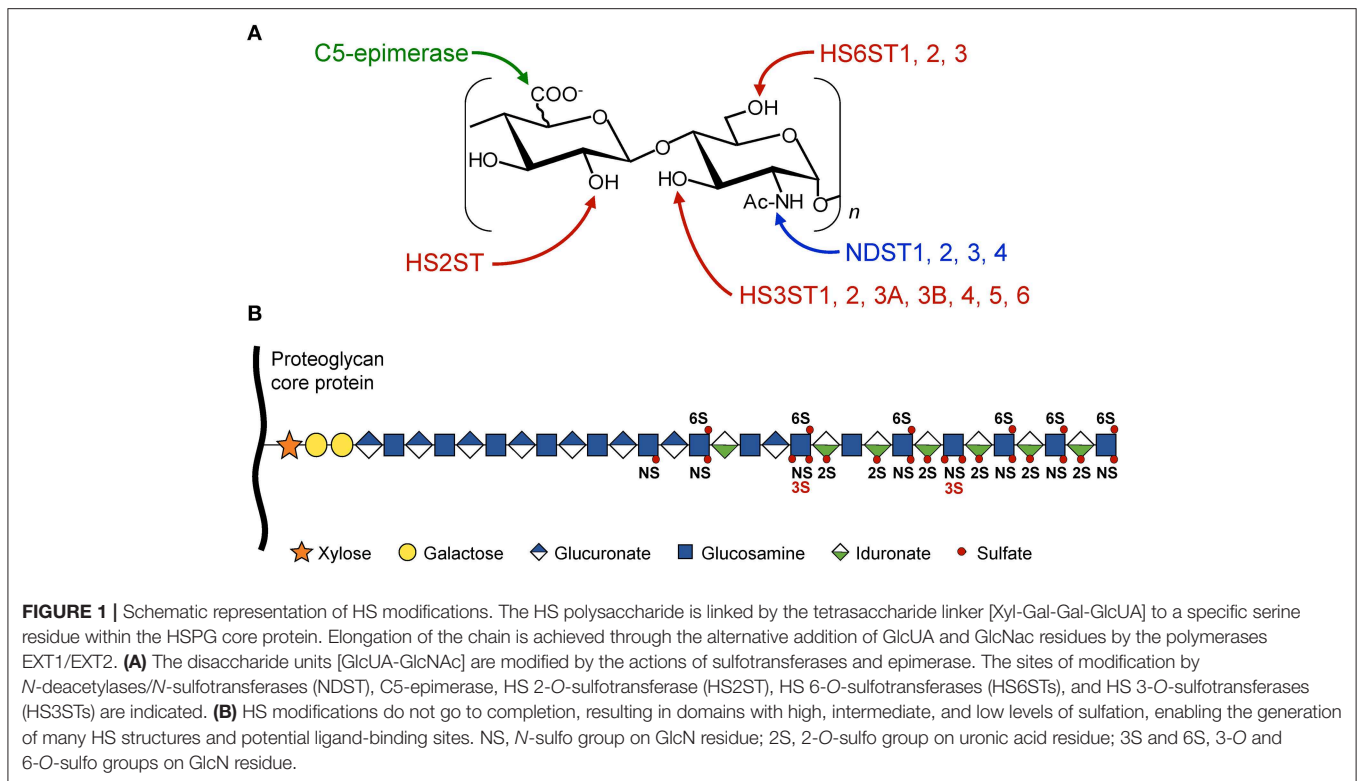 A
C5-epimerase
HS6ST1, 2, 3
COO-
OH
O
O
HO
O
OH
HO
Ac-NH
O
n
HS2ST
NDST1, 2, 3, 4
HS3ST1, 2, 3A, 3B, 4, 5, 6
B
Proteoglycan
core protein
6S 6S 6S 6S 6S 6S
NS NS NS 2S 2S NS 2S NS 2S NS 2S NS 2S NS
3S 3S
Xylose Galactose Glucuronate Glucosamine Iduronate Sulfate
FIGURE 1 | Schematic representation of HS modifications. The HS polysaccharide is linked by the tetrasaccharide linker [Xyl-Gal-Gal-GlcUA] to a specific serine
residue within the HSPG core protein. Elongation of the chain is achieved through the alternative addition of GlcUA and GlcNac residues by the polymerases
EXT1/EXT2. (A) The disaccharide units [GlcUA-GlcNAc] are modified by the actions of sulfotransferases and epimerase. The sites of modification by
N-deacetylases/N-sulfotransferases (NDST), C5-epimerase, HS 2-O-sulfotransferase (HS2ST), HS 6-O-sulfotransferases (HS6STs), and HS 3-O-sulfotransferases
(HS3STs) are indicated. (B) HS modifications do not go to completion, resulting in domains with high, intermediate, and low levels of sulfation, enabling the generation
of many HS structures and potential ligand-binding sites. NS, N-sulfo group on GlcN residue; 2S, 2-O-sulfo group on uronic acid residue; 3S and 6S, 3-O and
6-O-sulfo groups on GlcN residue.